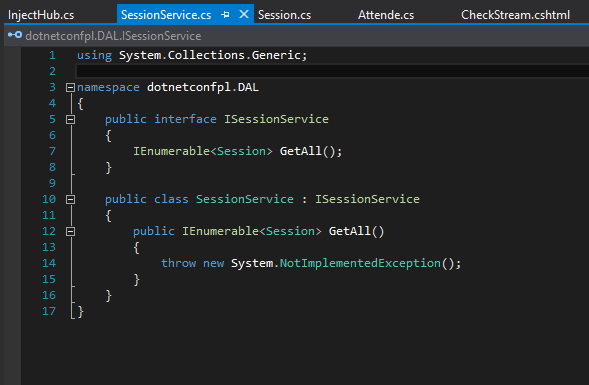 InjectHub.cs SessionService.cs Session.cs Attende.cs CheckStream.cshtml
dotnetconfpl.DAL.ISessionService
1 using System.Collections.Generic;
2
3 namespace dotnetconfpl.DAL
4 {
5 public interface ISessionService
6 {
7 IEnumerable<Session> GetAll();
8 }
9
10 public class SessionService : ISessionService
11 {
12 public IEnumerable<Session> GetAll()
13 {
14 throw new System.NotImplementedException();
15 }
16 }
17 }